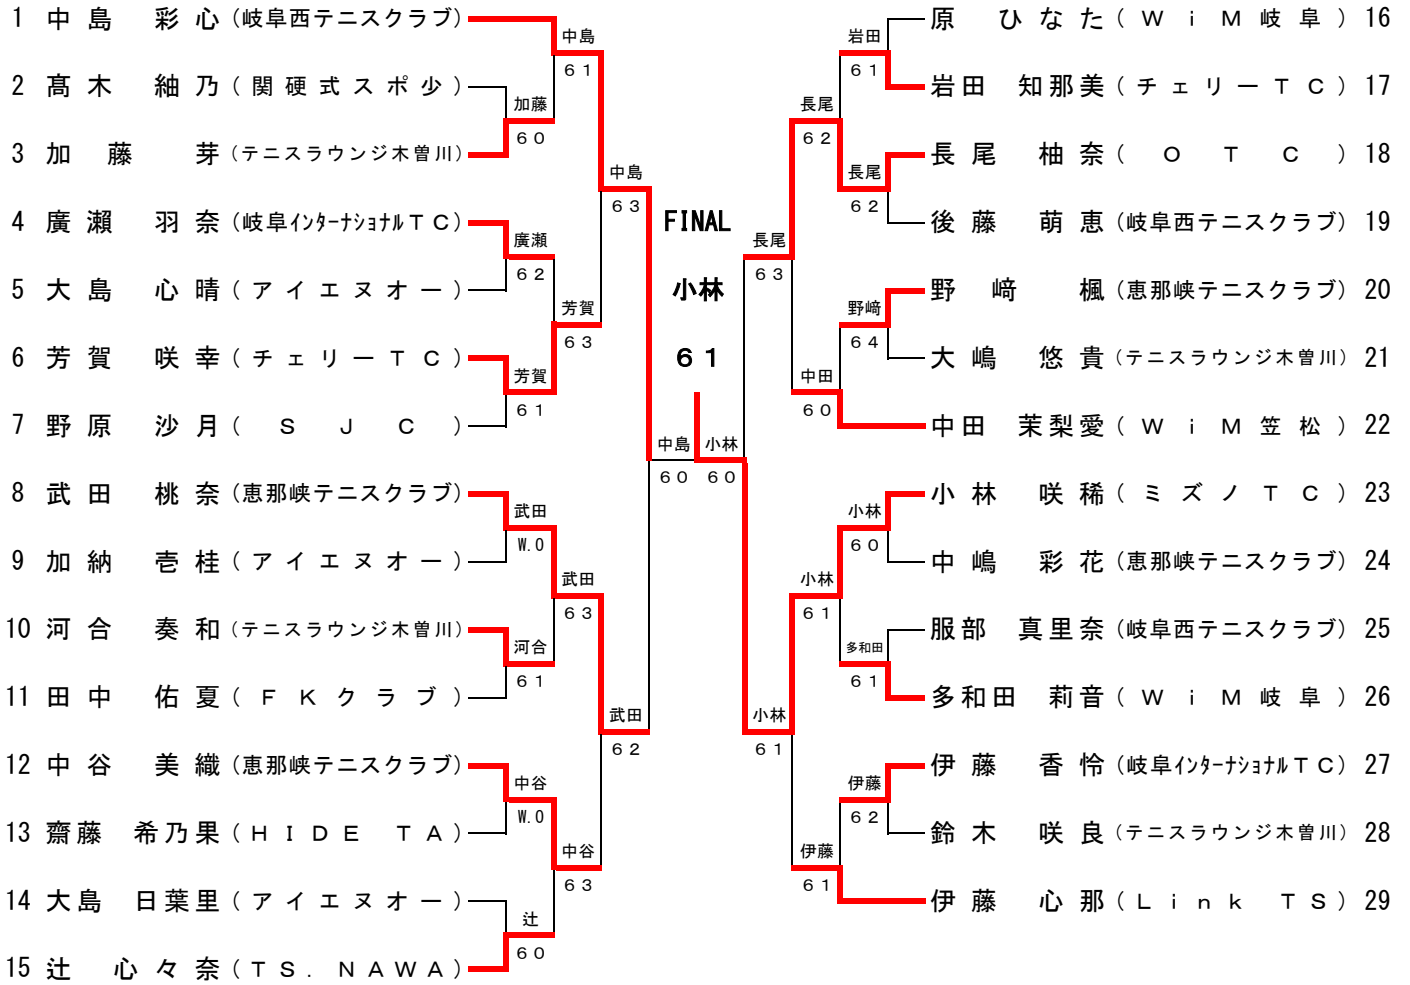 1 中島 彩心 (岐阜西テニスクラブ)
2 髙木 紬乃 (関硬式スポ少)
3 加藤 芽 (テニスラウンジ木曽川)
4 廣瀬 羽奈 (岐阜インターナショナルTC)
5 大島 心晴 (アイエヌオー)
6 芳賀 咲幸 (チェリーTC)
7 野原 沙月 (SJC)
8 武田 桃奈 (恵那峡テニスクラブ)
9 加納 壱桂 (アイエヌオー)
10 河合 奏和 (テニスラウンジ木曽川)
11 田中 佑夏 (FKクラブ)
12 中谷 美織 (恵那峡テニスクラブ)
13 齋藤 希乃果 (HIDE TA)
14 大島 日葉里 (アイエヌオー)
15 辻 心々奈 (TS.NAWA)
加藤
60
廣瀬
62
芳賀
61
武田
W.0
河合
61
中谷
W.0
辻
60
中島
61
芳賀
63
武田
63
中谷
63
中島
63
武田
62
中島
60
FINAL
小林
61
小林
60
長尾
63
小林
61
長尾
62
中田
60
小林
61
伊藤
61
岩田
61
長尾
62
野﨑
64
小林
60
多和田
61
伊藤
62
原 ひなた (WiM岐阜) 16
岩田 知那美 (チェリーTC) 17
長尾 柚奈 (OTC) 18
後藤 萌恵 (岐阜西テニスクラブ) 19
野﨑 楓 (恵那峡テニスクラブ) 20
大嶋 悠貴 (テニスラウンジ木曽川) 21
中田 茉梨愛 (WiM笠松) 22
小林 咲稀 (ミズノTC) 23
中嶋 彩花 (恵那峡テニスクラブ) 24
服部 真里奈 (岐阜西テニスクラブ) 25
多和田 莉音 (WiM岐阜) 26
伊藤 香怜 (岐阜インターナショナルTC) 27
鈴木 咲良 (テニスラウンジ木曽川) 28
伊藤 心那 (Link TS) 29